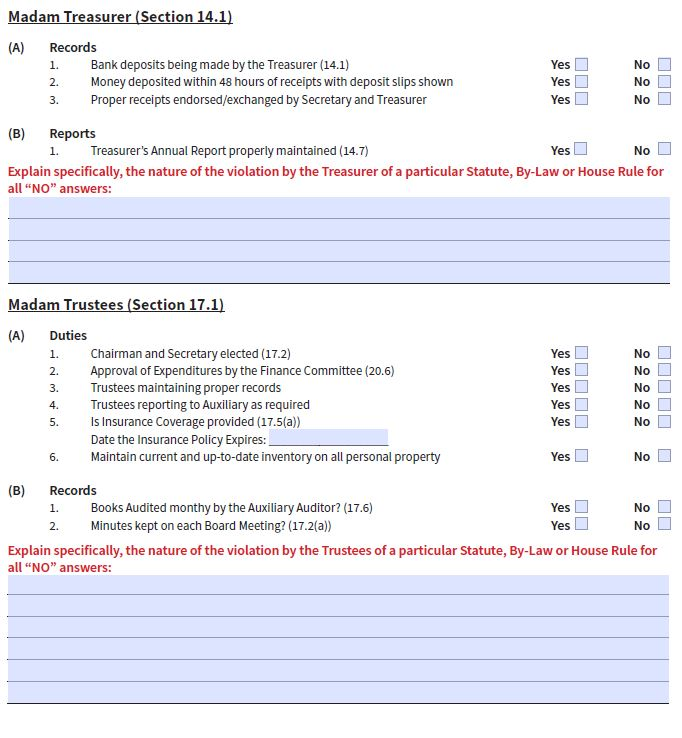 Madam Treasurer (Section 14.1)
(A) Records
1. Bank deposits being made by the Treasurer (14.1) Yes No
2. Money deposited within 48 hours of receipts with deposit slips shown Yes No
3. Proper receipts endorsed/exchanged by Secretary and Treasurer Yes No
(B) Reports
1. Treasurer's Annual Report properly maintained (14.7) Yes No
Explain specifically, the nature of the violation by the Treasurer of a particular Statute, By-Law or House Rule for
all “NO” answers:
Madam Trustees (Section 17.1)
(A) Duties
1. Chairman and Secretary elected (17.2) Yes No
2. Approval of Expenditures by the Finance Committee (20.6) Yes No
3. Trustees maintaining proper records Yes No
4. Trustees reporting to Auxiliary as required Yes No
5. Is Insurance Coverage provided (17.5(a)) Yes No
Date the Insurance Policy Expires:
6. Maintain current and up-to-date inventory on all personal property Yes No
(B) Records
1. Books Audited monthy by the Auxiliary Auditor? (17.6) Yes No
2. Minutes kept on each Board Meeting? (17.2(a)) Yes No
Explain specifically, the nature of the violation by the Trustees of a particular Statute, By-Law or House Rule for
all “NO” answers: